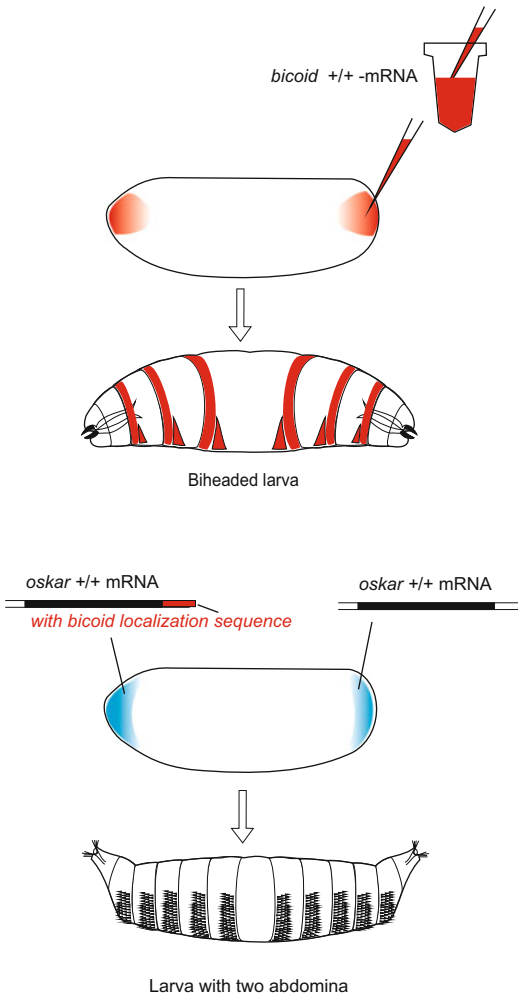 bicoid +/+ -mRNA
Biheaded larva
oskar +/+ mRNA
oskar +/+ mRNA
with bicoid localization sequence
Larva with two abdomina